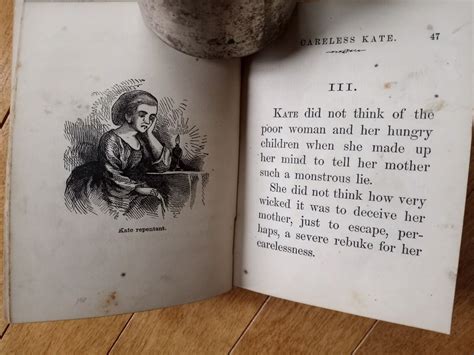 Kate repentant.
CARELESS KATE. 47
III.
KATE did not think of the
poor woman and her hungry
children when she made up
her mind to tell her mother
such a monstrous lie.
She did not think how very
wicked it was to deceive her
mother, just to escape, per-
haps, a severe rebuke for her
carelessness.